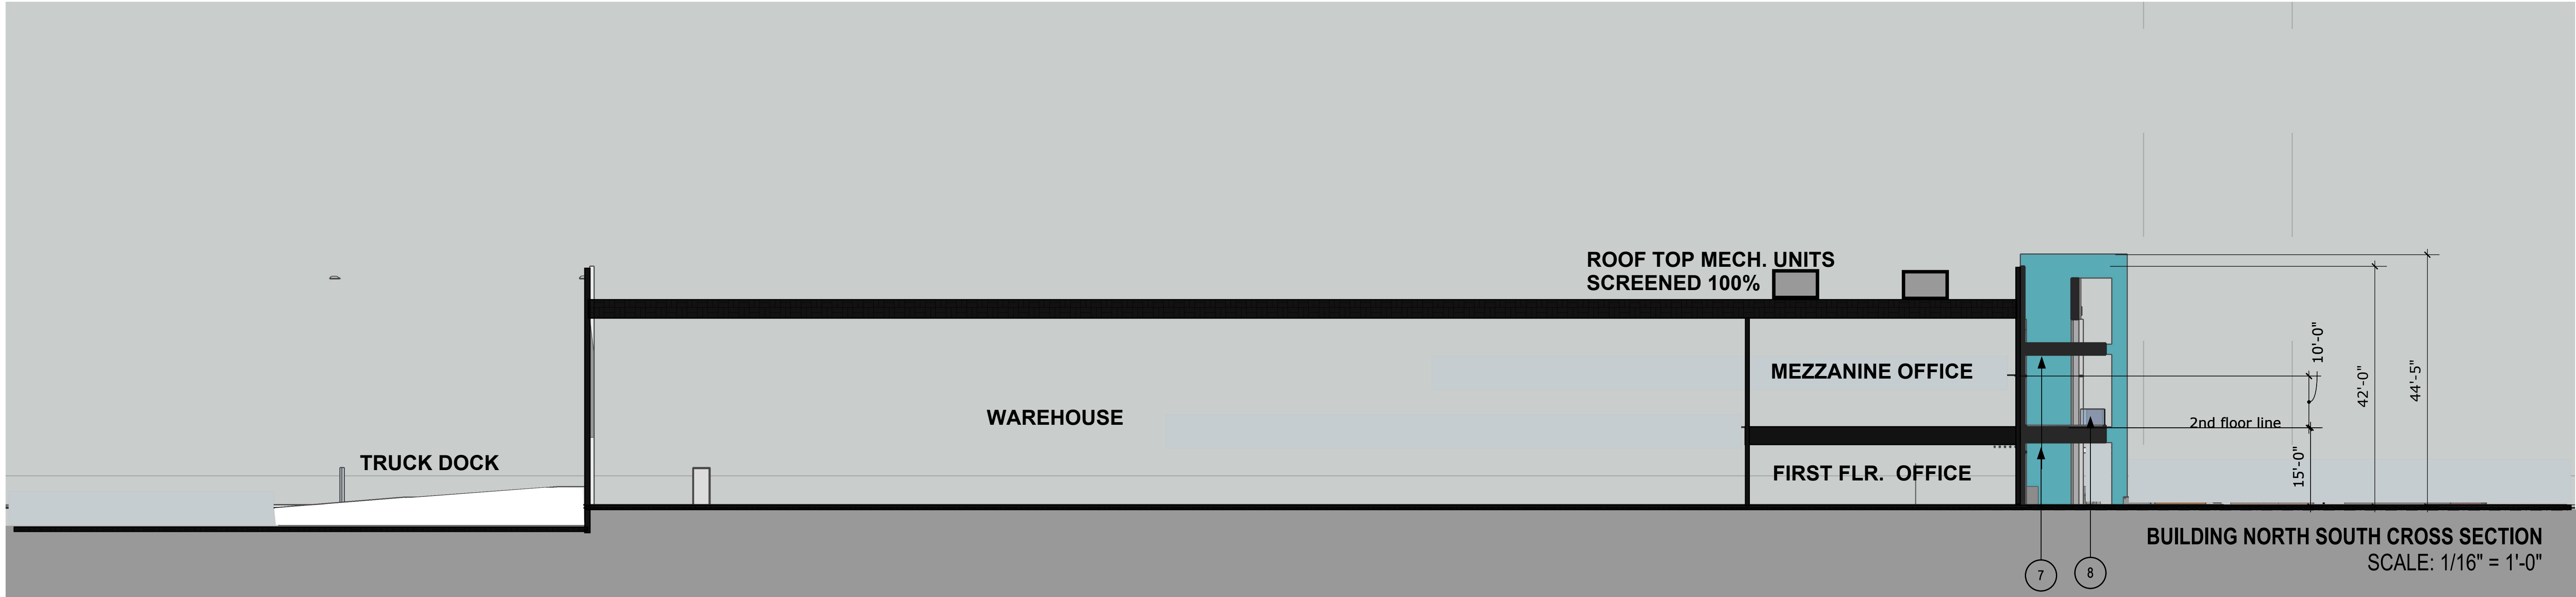 ROOF TOP MECH. UNITS
SCREENED 100%
MEZZANINE OFFICE
WAREHOUSE
TRUCK DOCK
FIRST FLR. OFFICE
2nd floor line
10'-0"
15'-0"
42'-0"
44'-5"
7
8
BUILDING NORTH SOUTH CROSS SECTION
SCALE: 1/16" = 1'-0"